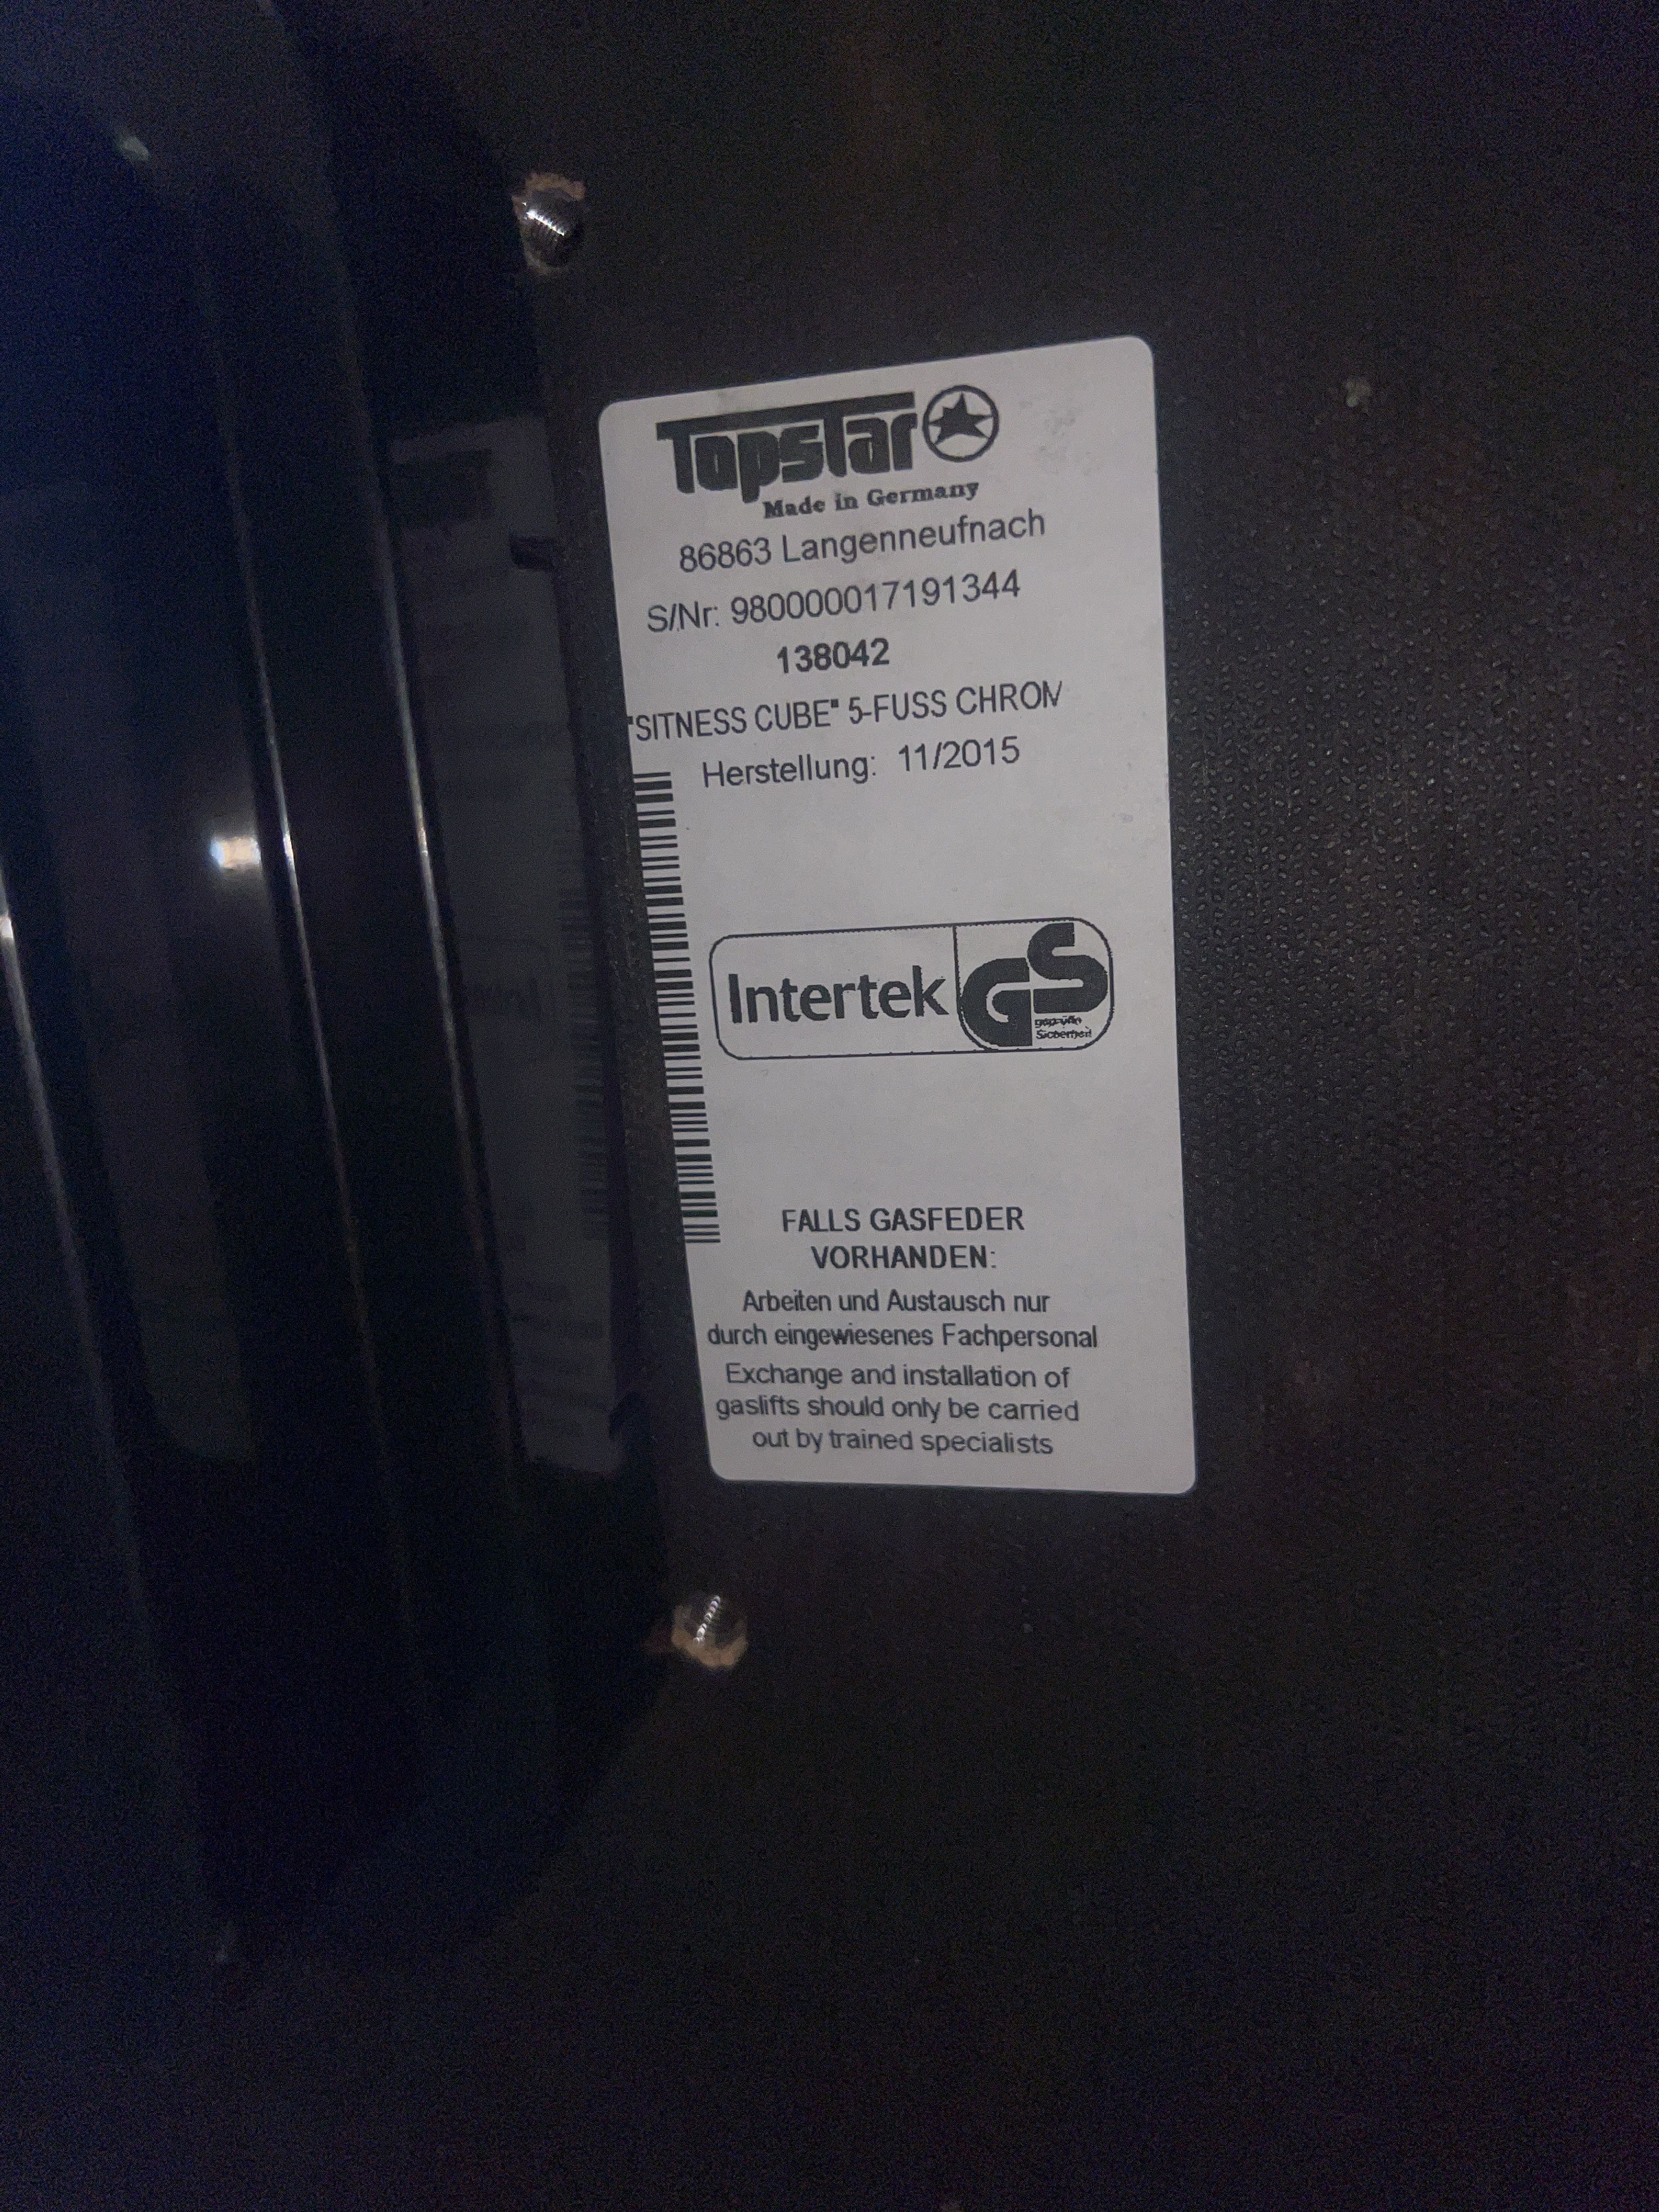 Topstar
Made in Germany
86863 Langenneufnach
S/Nr: 980000017191344
138042
"SITNESS CUBE" 5-FUSS CHROM
Herstellung: 11/2015
Intertek GS
geprüfte
Sicherheit
FALLS GASFEDER
VORHANDEN:
Arbeiten und Austausch nur
durch eingewiesenes Fachpersonal
Exchange and installation of
gaslifts should only be carried
out by trained specialists